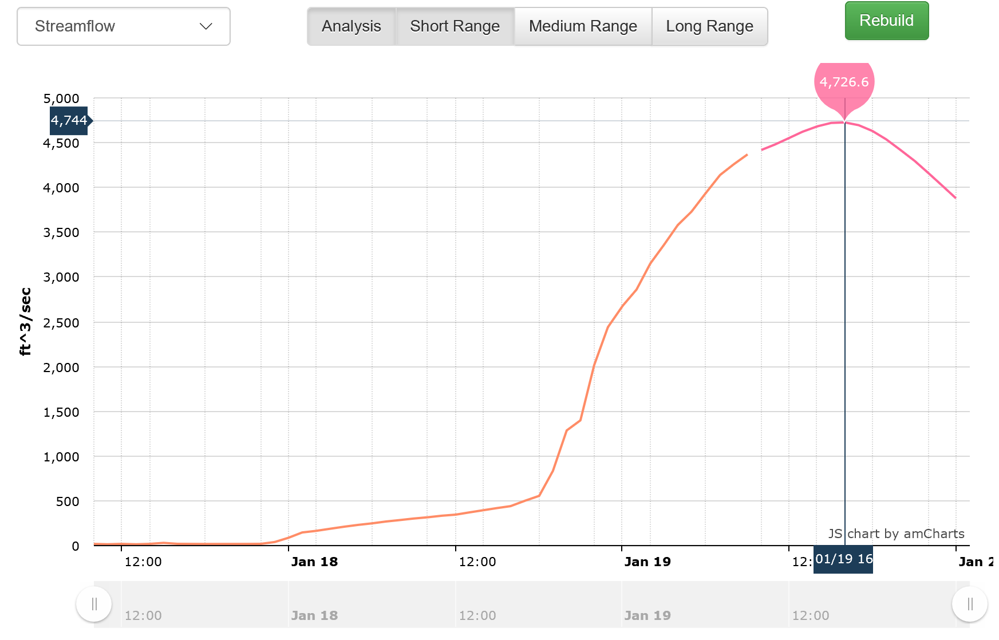 Streamflow
Analysis Short Range Medium Range Long Range
Rebuild
4,726.6
5,000
4,744
4,500
4,000
3,500
3,000
2,500
2,000
1,500
1,000
500
0
ft^3/sec
JS chart by amCharts
12:00 Jan 18 12:00 Jan 19 12: 01/19 16 Jan 2
12:00 Jan 18 12:00 Jan 19 12:00